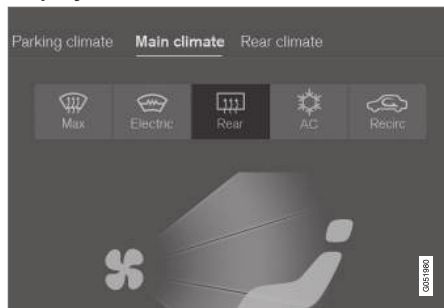 Parking climate Main climate Rear climate
Max Electric Rear AC Recirc
G051980